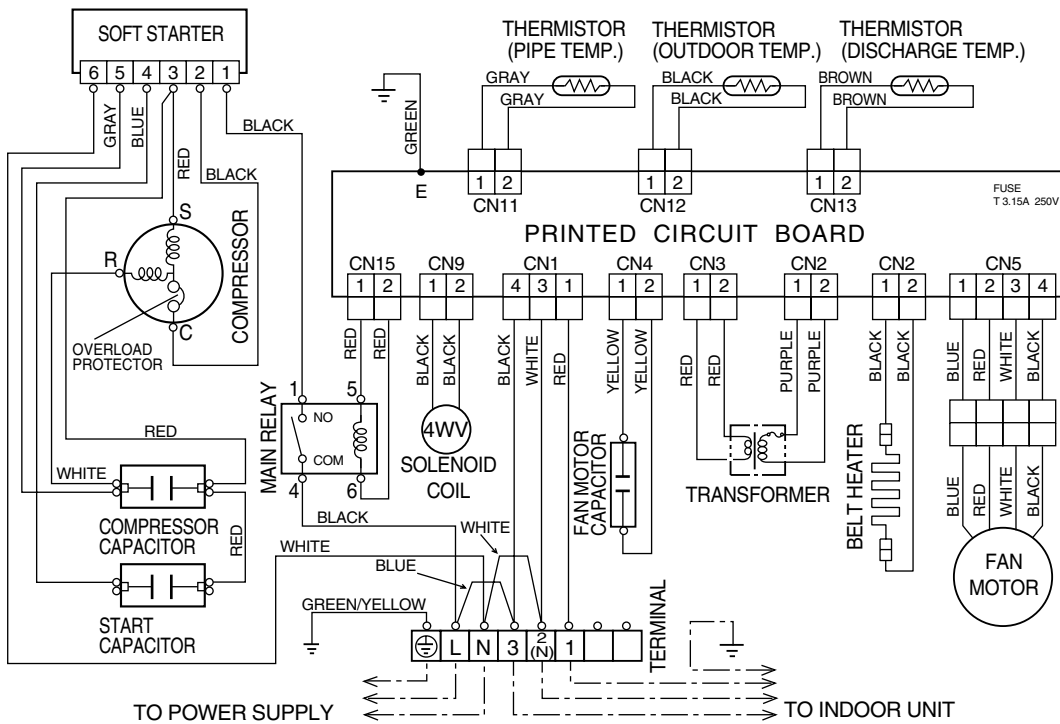 SOFT STARTER
6 5 4 3 2 1
GRAY
BLUE
RED
BLACK
BLACK
S
R
C
COMPRESSOR
OVERLOAD
PROTECTOR
RED
WHITE
COMPRESSOR
CAPACITOR
RED
START
CAPACITOR
THERMISTOR
(PIPE TEMP.)
GRAY
GRAY
THERMISTOR
(OUTDOOR TEMP.)
BLACK
BLACK
THERMISTOR
(DISCHARGE TEMP.)
BROWN
BROWN
GREEN
E
1 2
CN11
1 2
CN12
1 2
CN13
FUSE
T 3.15A 250V
PRINTED CIRCUIT BOARD
CN15
1 2
CN9
1 2
CN1
4 3 1
CN4
1 2
CN3
1 2
CN2
1 2
CN2
1 2
CN5
1 2 3 4
RED
RED
BLACK
BLACK
BLACK
WHITE
RED
YELLOW
YELLOW
RED
RED
PURPLE
PURPLE
BLACK
BLACK
BLUE
RED
WHITE
BLACK
MAIN RELAY
1
5
NO
COM
4
6
4WV
SOLENOID
COIL
FAN MOTOR
CAPACITOR
TRANSFORMER
BELT HEATER
BLUE
RED
WHITE
BLACK
FAN
MOTOR
BLACK
WHITE
WHITE
BLUE
GREEN/YELLOW
L N 3 2 (N) 1
TERMINAL
TO POWER SUPPLY
TO INDOOR UNIT